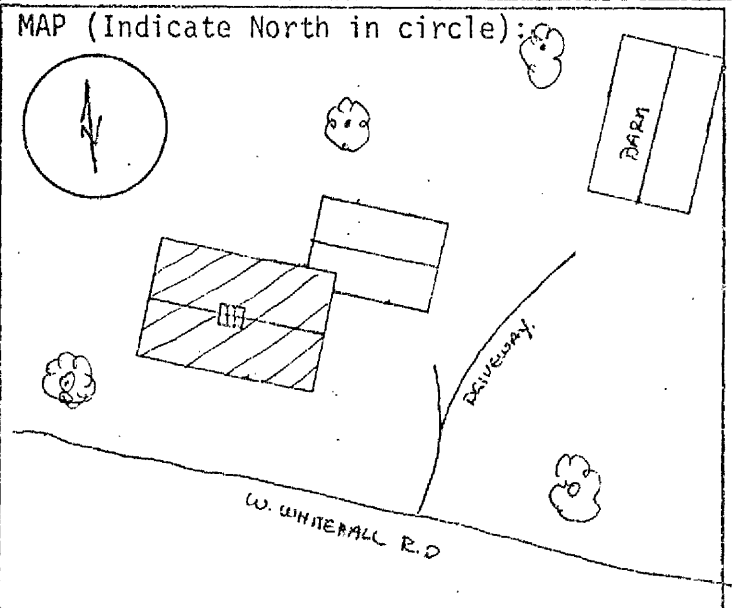 MAP (Indicate North in circle):
N
BARN
DRIVEWAY.
W. WHITEHALL R.D